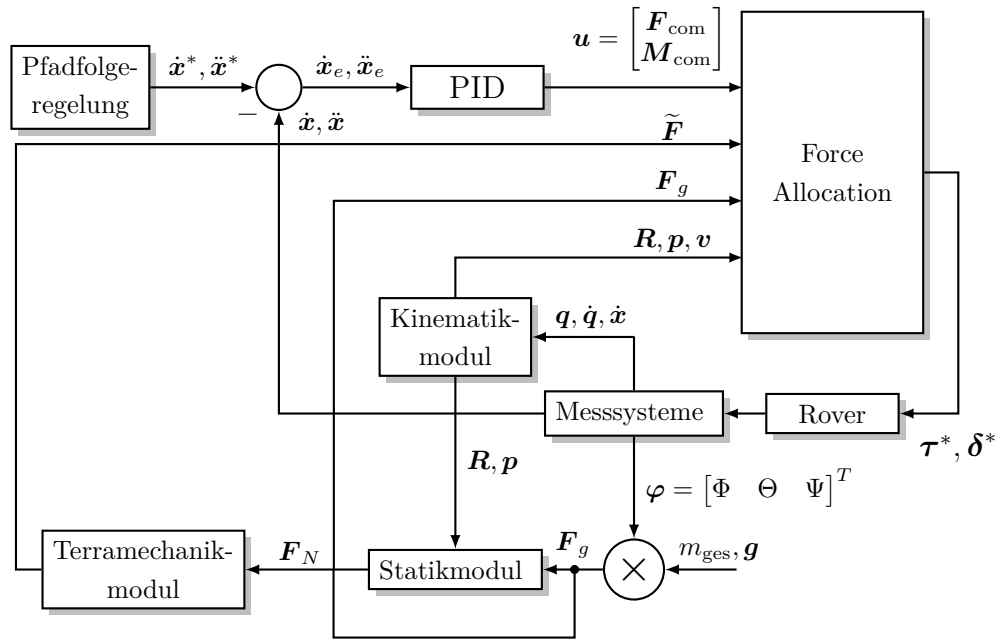 Pfadfolge-
regelung
ẋ*, ẍ*
−
ẋₑ, ẍₑ
PID
u = [F_com
M_com]
ẋ, ẍ
F̃
F_g
R, p, v
Force
Allocation
Kinematik-
modul
q, q̇, ẋ
Messsysteme
Rover
τ*, δ*
R, p
φ = [Φ Θ Ψ]^T
Terramechanik-
modul
F_N
Statikmodul
F_g
×
m_ges, g